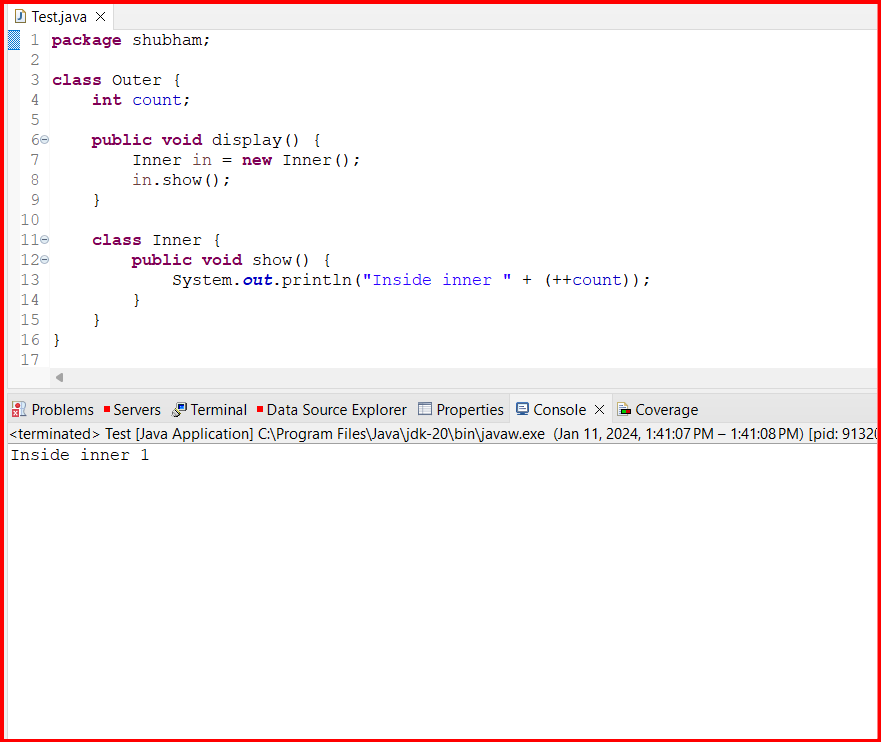 Test.java
1 package shubham;
2
3 class Outer {
4     int count;
5
6     public void display() {
7         Inner in = new Inner();
8         in.show();
9     }
10
11     class Inner {
12         public void show() {
13             System.out.println("Inside inner " + (++count));
14         }
15     }
16 }
17
Problems Servers Terminal Data Source Explorer Properties Console Coverage
<terminated> Test [Java Application] C:\Program Files\Java\jdk-20\bin\javaw.exe (Jan 11, 2024, 1:41:07 PM – 1:41:08 PM) [pid: 9132
Inside inner 1